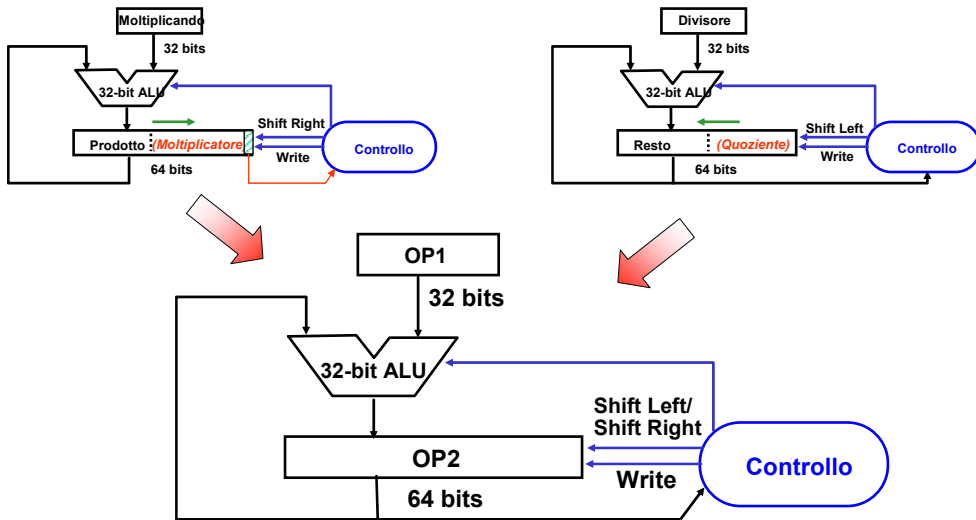 Moltiplicando
32 bits
32-bit ALU
Shift Right
Prodotto (Moltiplicatore
Write
64 bits
Controllo
Divisore
32 bits
32-bit ALU
Shift Left
Resto (Quoziente)
Write
64 bits
Controllo
OP1
32 bits
32-bit ALU
Shift Left/
Shift Right
OP2
Write
64 bits
Controllo